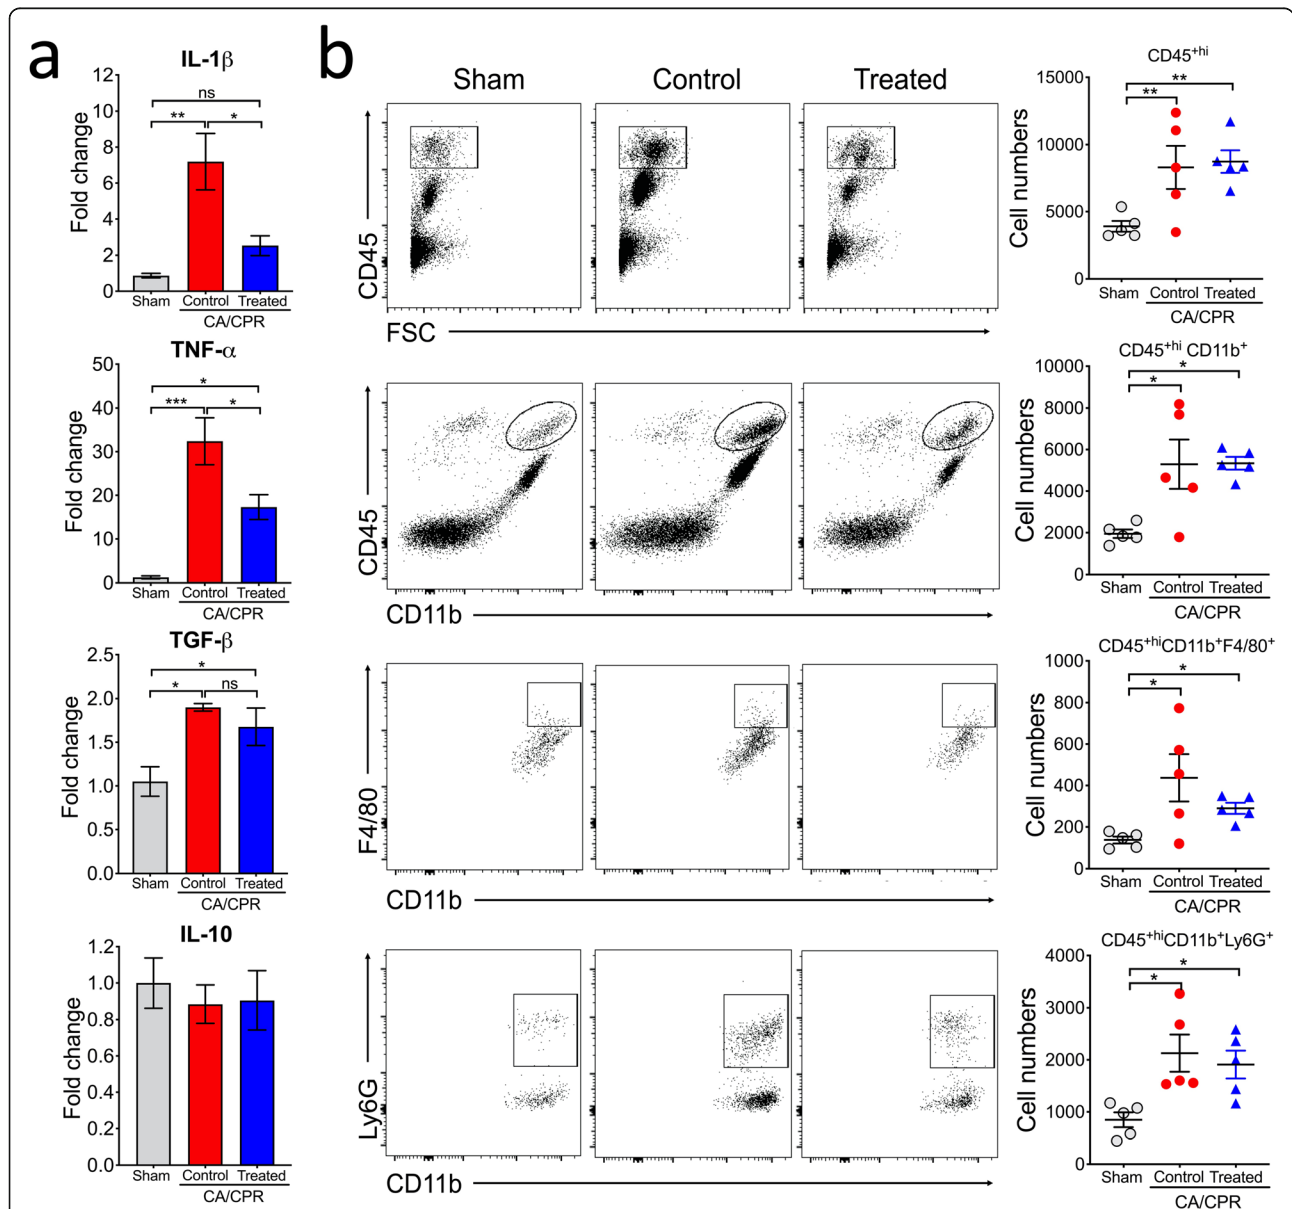 a
IL-1β
Fold change
12
10
8
6
4
2
0
ns
** *
Sham Control Treated
CA/CPR
TNF-α
Fold change
50
40
30
20
10
0
*
*** *
Sham Control Treated
CA/CPR
TGF-β
Fold change
2.5
2.0
1.5
1.0
0.5
0.0
*
* ns
Sham Control Treated
CA/CPR
IL-10
Fold change
1.2
1.0
0.8
0.6
0.4
0.2
0.0
Sham Control Treated
CA/CPR
b
Sham Control Treated
CD45
FSC
CD45
CD11b
F4/80
CD11b
Ly6G
CD11b
CD45+hi
Cell numbers
15000
10000
5000
0
**
**
Sham Control Treated
CA/CPR
CD45+hi CD11b+
Cell numbers
10000
8000
6000
4000
2000
0
*
*
Sham Control Treated
CA/CPR
CD45+hiCD11b+F4/80+
Cell numbers
1000
800
600
400
200
0
*
*
Sham Control Treated
CA/CPR
CD45+hiCD11b+Ly6G+
Cell numbers
4000
3000
2000
1000
0
*
*
Sham Control Treated
CA/CPR